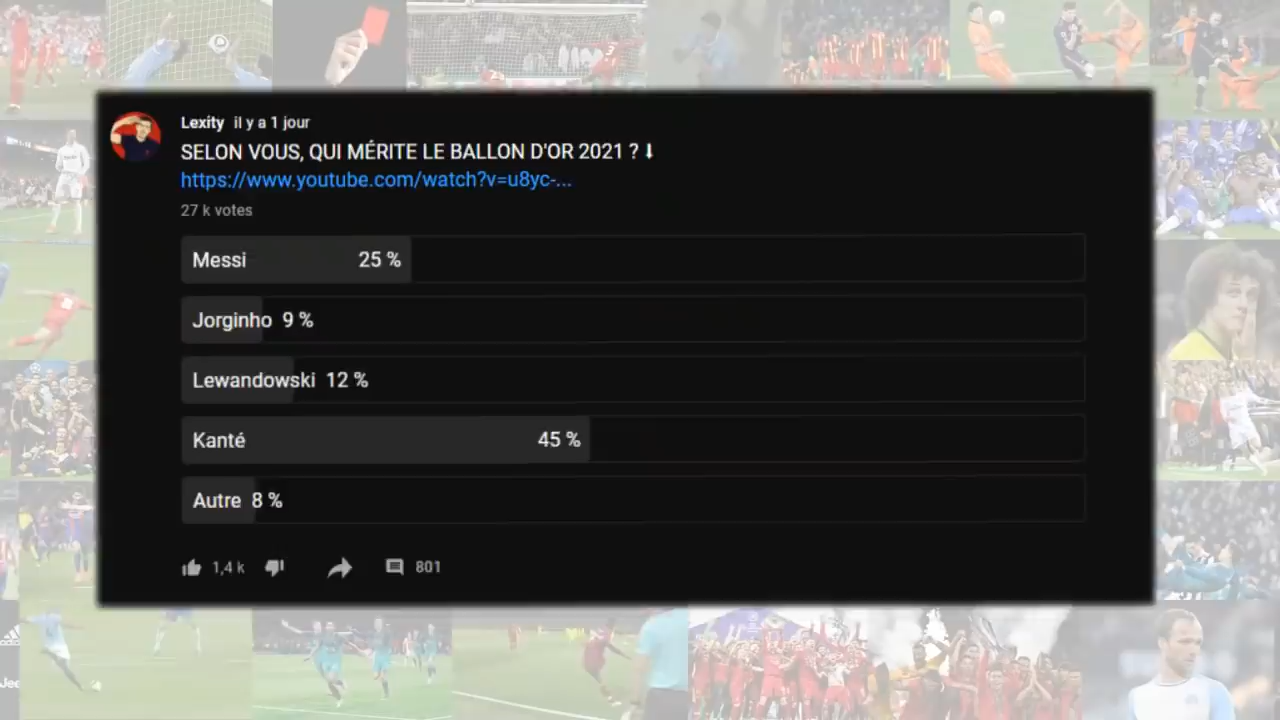 Lexity il y a 1 jour
SELON VOUS, QUI MÉRITE LE BALLON D'OR 2021 ? ⬇
https://www.youtube.com/watch?v=u8yc-...
27 k votes
Messi 25 %
Jorginho 9 %
Lewandowski 12 %
Kanté 45 %
Autre 8 %
1,4 k 801
Jee